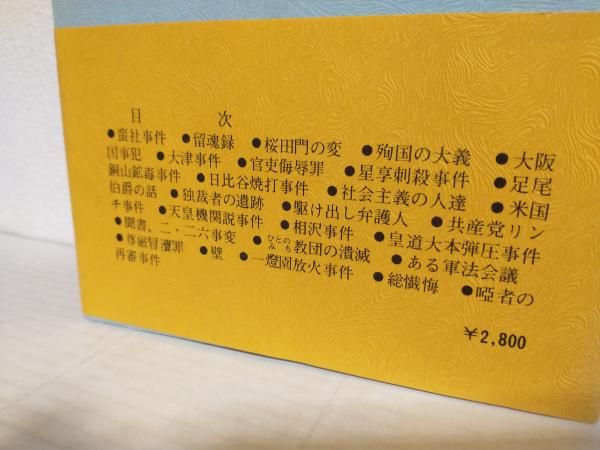 目次
●蛮社事件 ●留魂録 ●桜田門の変 ●殉国の大義 ●大阪
国事犯 ●大津事件 ●官吏侮辱罪 ●星亨刺殺事件 ●足尾
銅山鉱毒事件 ●日比谷焼打事件 ●社会主義の人達 ●米国
伯爵の話 ●独裁者の遺跡 ●駆け出し弁護人 ●共産党リン
チ事件 ●天皇機関説事件 ●相沢事件 ●皇道大本弾圧事件
●聞書、二・二六事変 ●ひとのみち教団の潰滅 ●ある軍法会議
●尊厳冒瀆罪 ●壁 ●一燈園放火事件 ●総懺悔 ●啞者の
再審事件
¥2,800